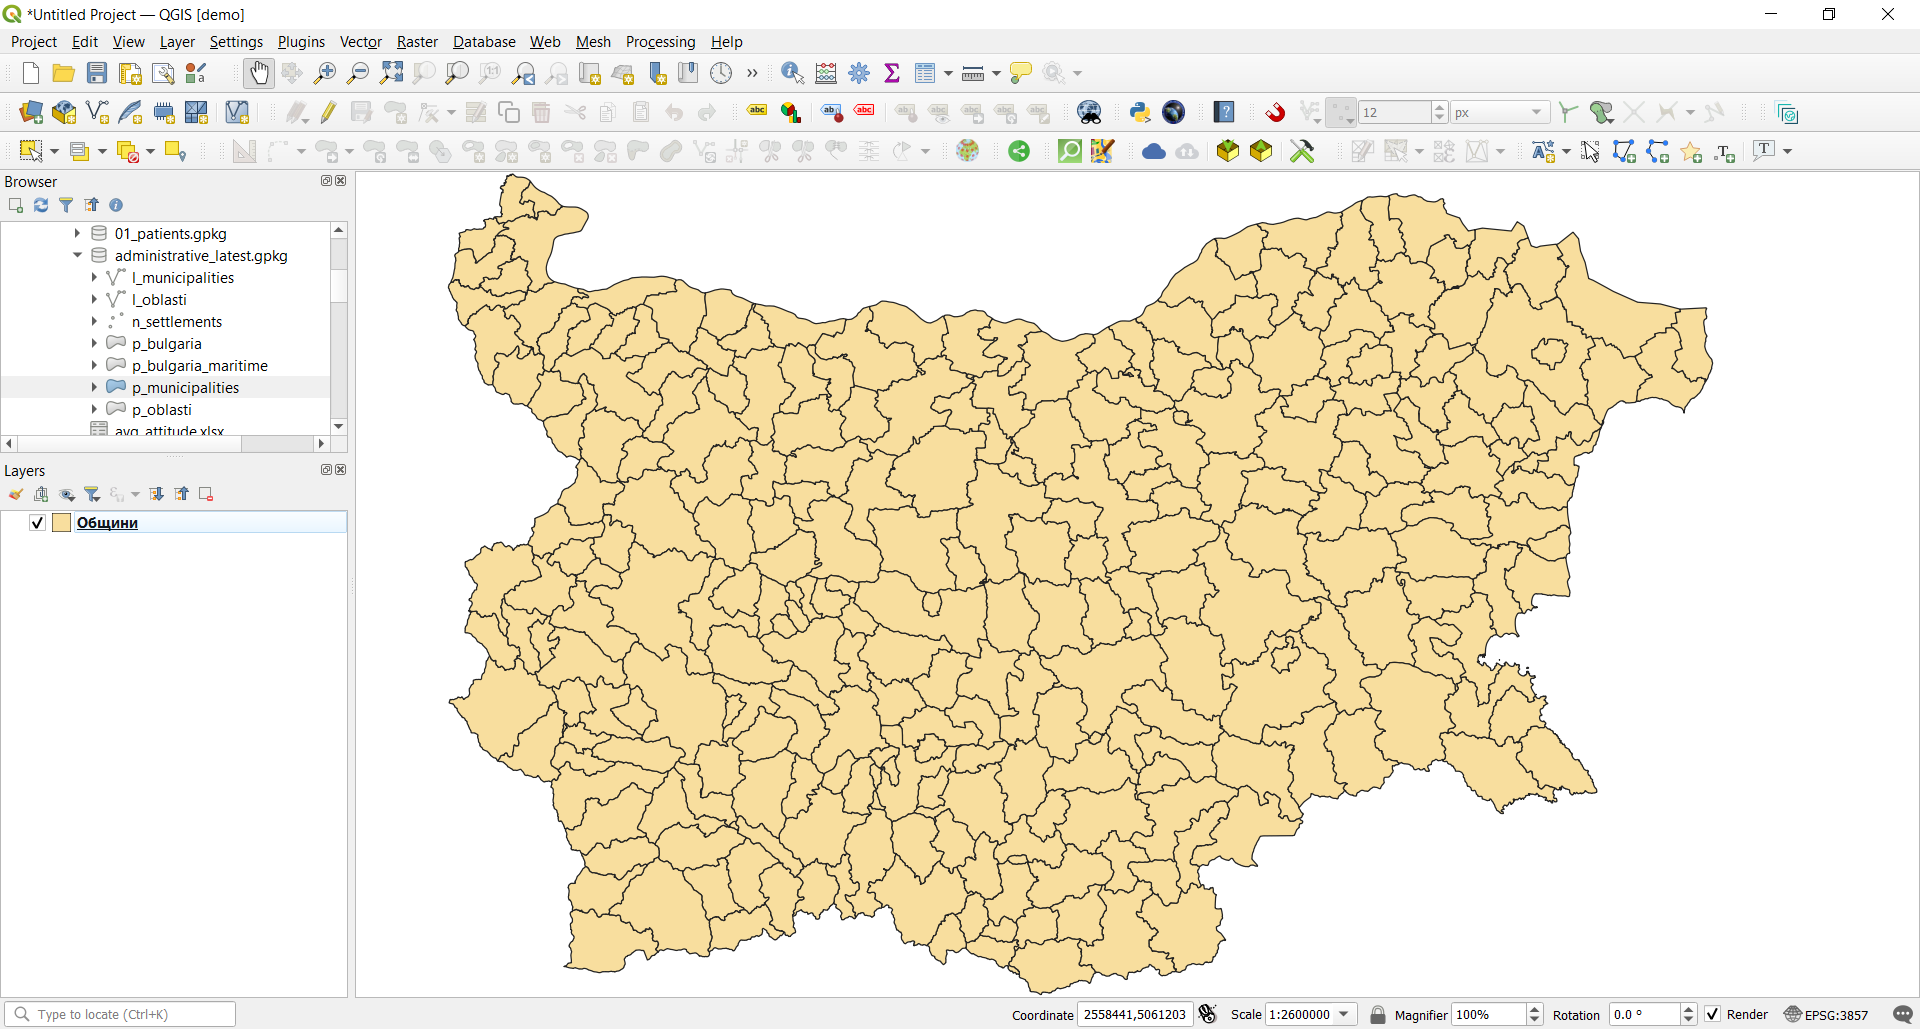 *Untitled Project — QGIS [demo]
Project Edit View Layer Settings Plugins Vector Raster Database Web Mesh Processing Help
12 px
Browser
01_patients.gpkg
administrative_latest.gpkg
l_municipalities
l_oblasti
n_settlements
p_bulgaria
p_bulgaria_maritime
p_municipalities
p_oblasti
avg_attitude.xlsx
Layers
Общини
Type to locate (Ctrl+K)
Coordinate 2558441,5061203 Scale 1:2600000 Magnifier 100% Rotation 0.0 ° Render EPSG:3857